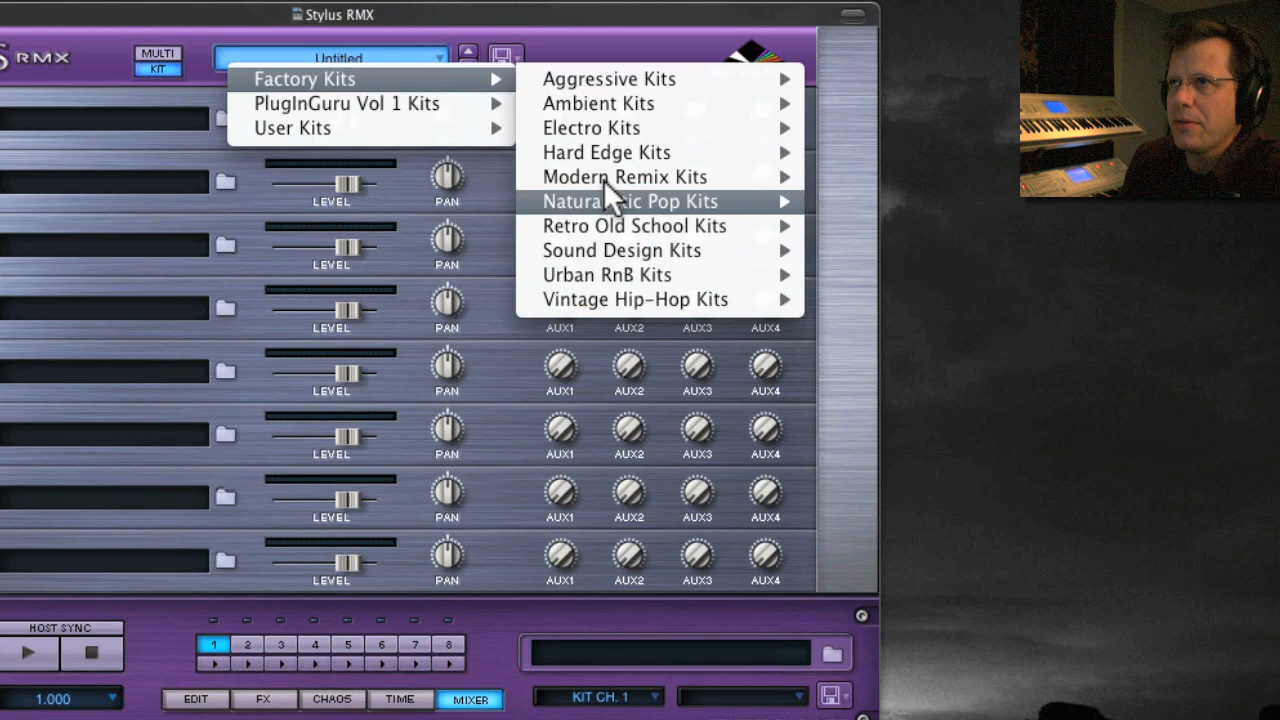 Stylus RMX
S RMX
MULTI
KIT
Untitled
Factory Kits
PlugInGuru Vol 1 Kits
User Kits
Aggressive Kits
Ambient Kits
Electro Kits
Hard Edge Kits
Modern Remix Kits
Natura tic Pop Kits
Retro Old School Kits
Sound Design Kits
Urban RnB Kits
Vintage Hip-Hop Kits
LEVEL PAN
LEVEL PAN
LEVEL PAN AUX1 AUX2 AUX3 AUX4
LEVEL PAN AUX1 AUX2 AUX3 AUX4
LEVEL PAN AUX1 AUX2 AUX3 AUX4
LEVEL PAN AUX1 AUX2 AUX3 AUX4
LEVEL PAN AUX1 AUX2 AUX3 AUX4
HOST SYNC
1 2 3 4 5 6 7 8
1.000
EDIT FX CHAOS TIME MIXER
KIT CH. 1